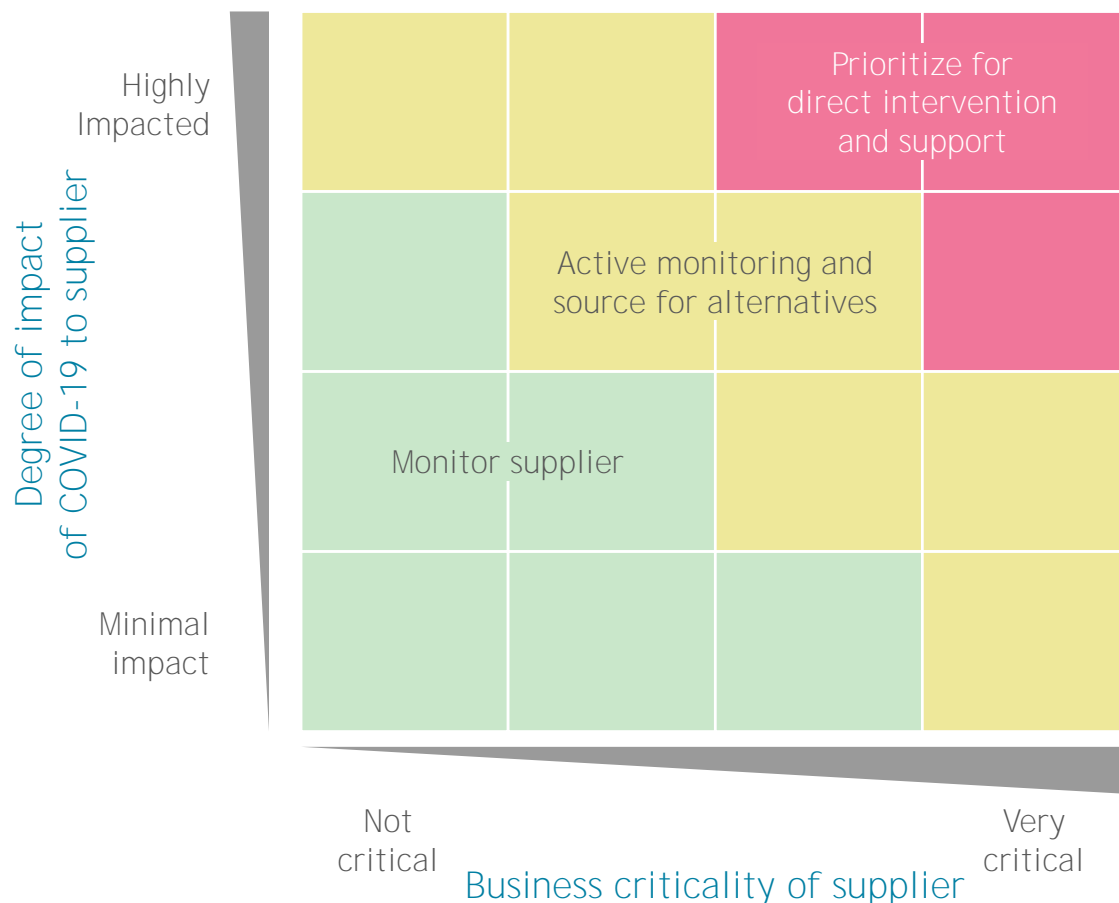 Highly
Impacted
Prioritize for
direct intervention
and support
Degree of impact
of COVID-19 to supplier
Active monitoring and
source for alternatives
Monitor supplier
Minimal
impact
Not
critical
Very
critical
Business criticality of supplier